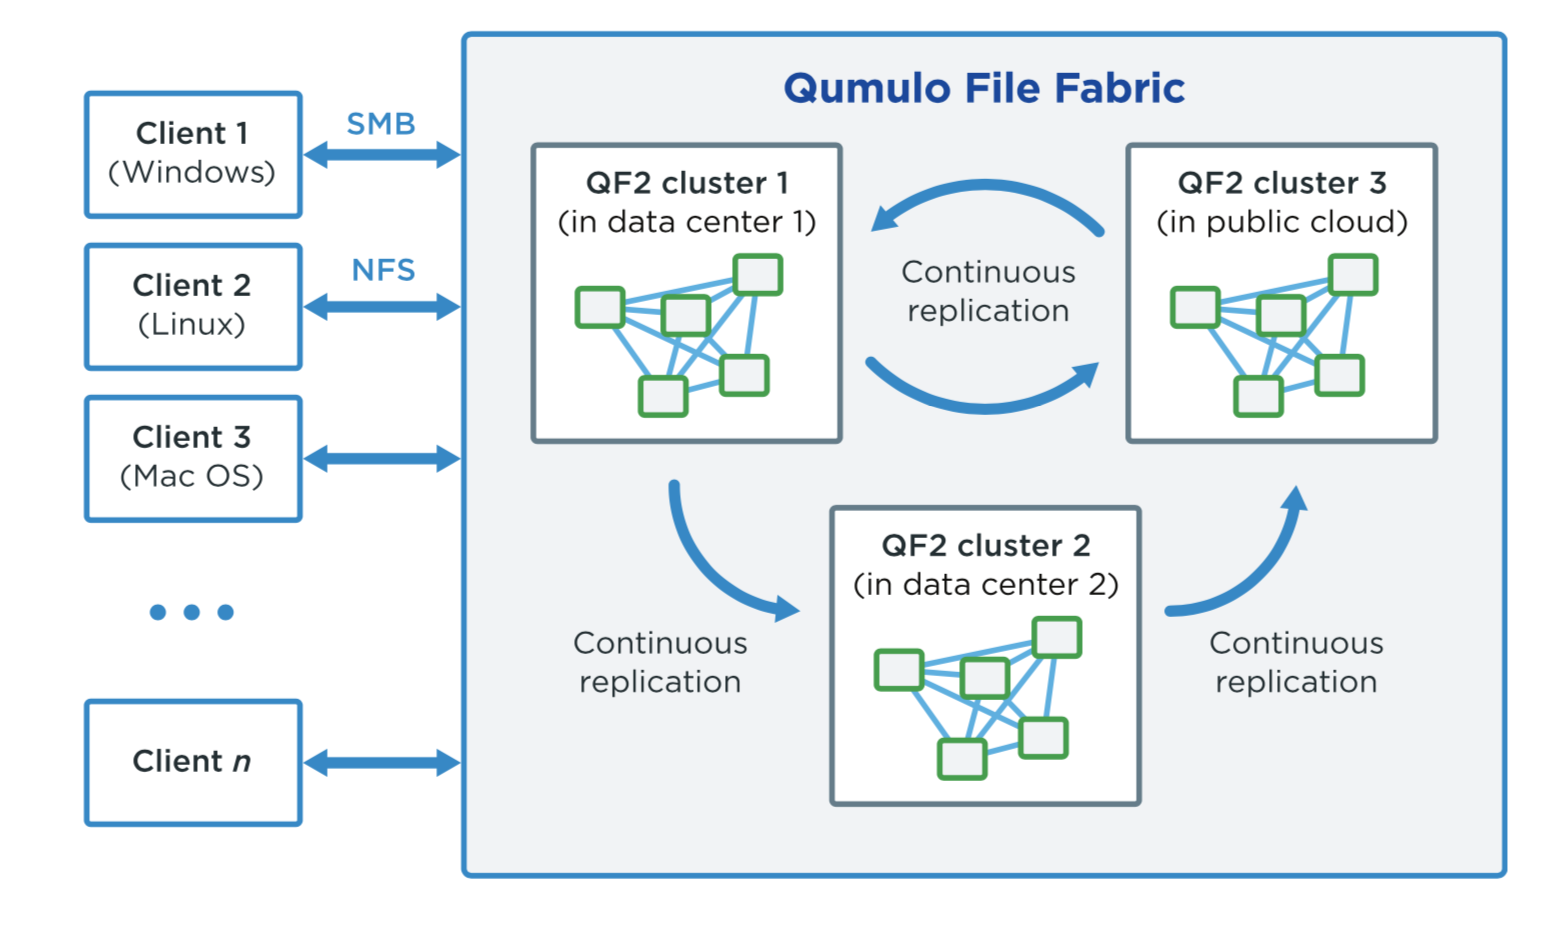 Qumulo File Fabric
Client 1
(Windows)
SMB
Client 2
(Linux)
NFS
Client 3
(Mac OS)
Client n
QF2 cluster 1
(in data center 1)
Continuous
replication
QF2 cluster 3
(in public cloud)
QF2 cluster 2
(in data center 2)
Continuous
replication
Continuous
replication